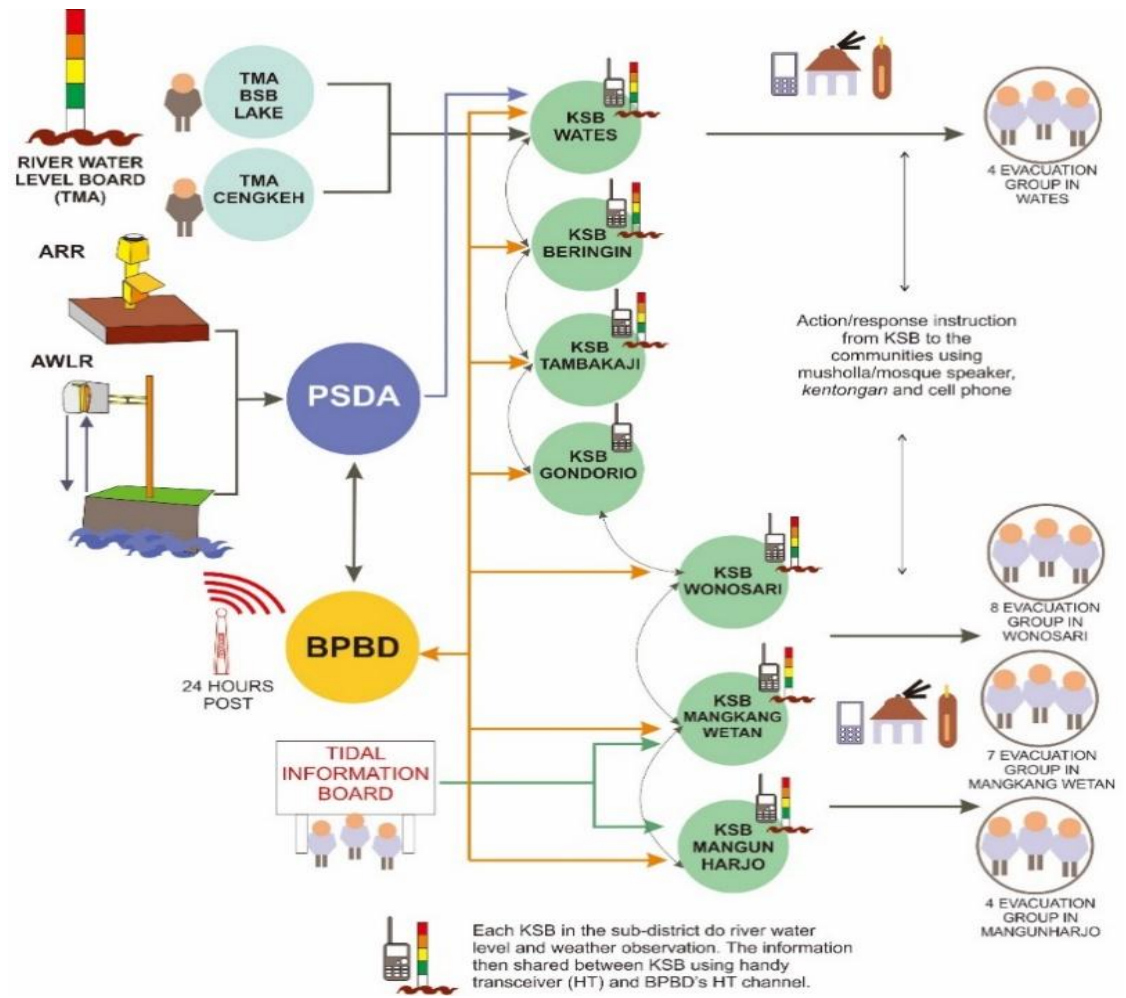 RIVER WATER
LEVEL BOARD
(TMA)
TMA
BSB
LAKE
TMA
CENGKEH
ARR
AWLR
PSDA
BPBD
24 HOURS
POST
TIDAL
INFORMATION
BOARD
KSB
WATES
KSB
BERINGIN
KSB
TAMBAKAJI
KSB
GONDORIO
KSB
WONOSARI
KSB
MANGKANG
WETAN
KSB
MANGUN
HARJO
4 EVACUATION
GROUP IN
WATES
Action/response instruction
from KSB to the
communities using
musholla/mosque speaker,
kentongan and cell phone
8 EVACUATION
GROUP IN
WONOSARI
7 EVACUATION
GROUP IN
MANGKANG WETAN
4 EVACUATION
GROUP IN
MANGUNHARJO
Each KSB in the sub-district do river water
level and weather observation. The information
then shared between KSB using handy
transceiver (HT) and BPBD's HT channel.